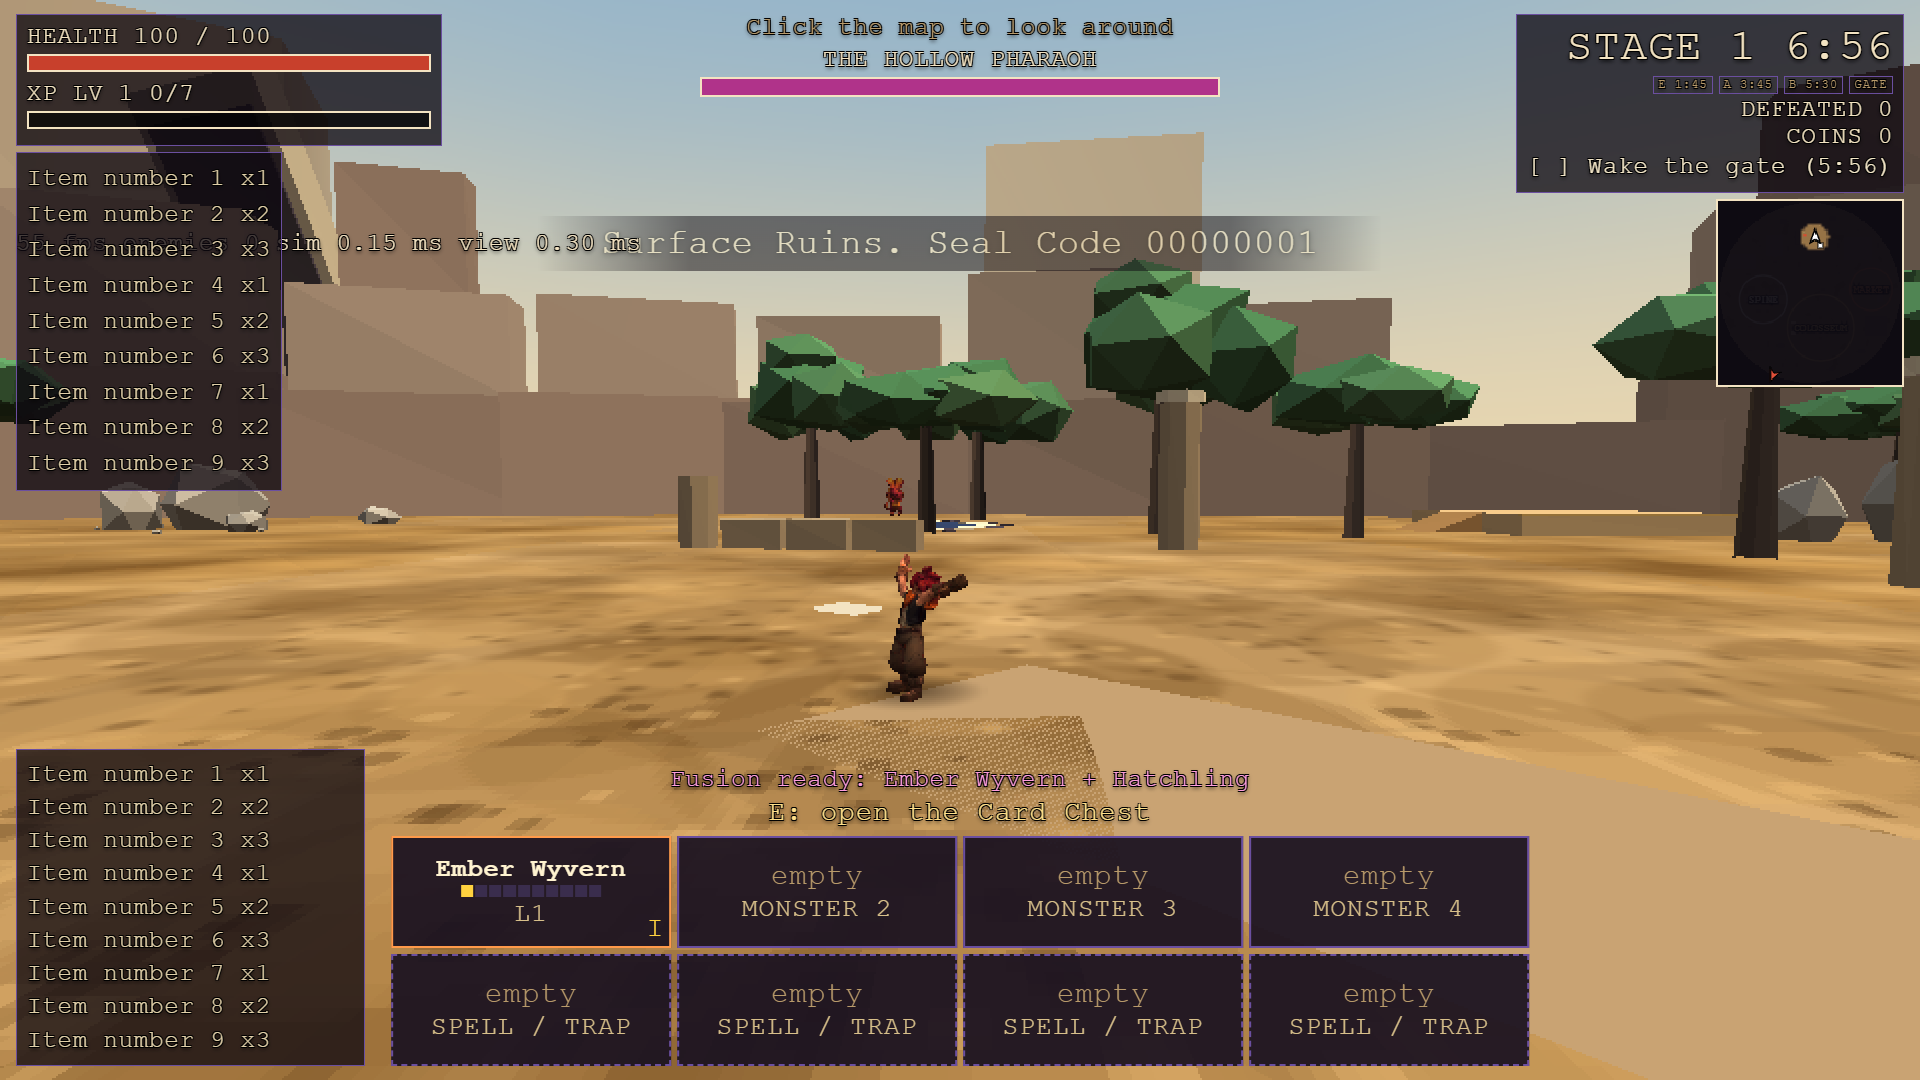 HEALTH 100 / 100
XP LV 1 0/7
Item number 1 x1
Item number 2 x2
Item number 3 x3
Item number 4 x1
Item number 5 x2
Item number 6 x3
Item number 7 x1
Item number 8 x2
Item number 9 x3
sim 0.15 ms view 0.30 ms
Click the map to look around
THE HOLLOW PHARAOH
Surface Ruins. Seal Code 00000001
STAGE 1 6:56
E 1:45 A 3:45 B 5:30 GATE
DEFEATED 0
COINS 0
[ ] Wake the gate (5:56)
Item number 1 x1
Item number 2 x2
Item number 3 x3
Item number 4 x1
Item number 5 x2
Item number 6 x3
Item number 7 x1
Item number 8 x2
Item number 9 x3
Fusion ready: Ember Wyvern + Hatchling
E: open the Card Chest
Ember Wyvern
L1
I
empty
MONSTER 2
empty
MONSTER 3
empty
MONSTER 4
empty
SPELL / TRAP
empty
SPELL / TRAP
empty
SPELL / TRAP
empty
SPELL / TRAP